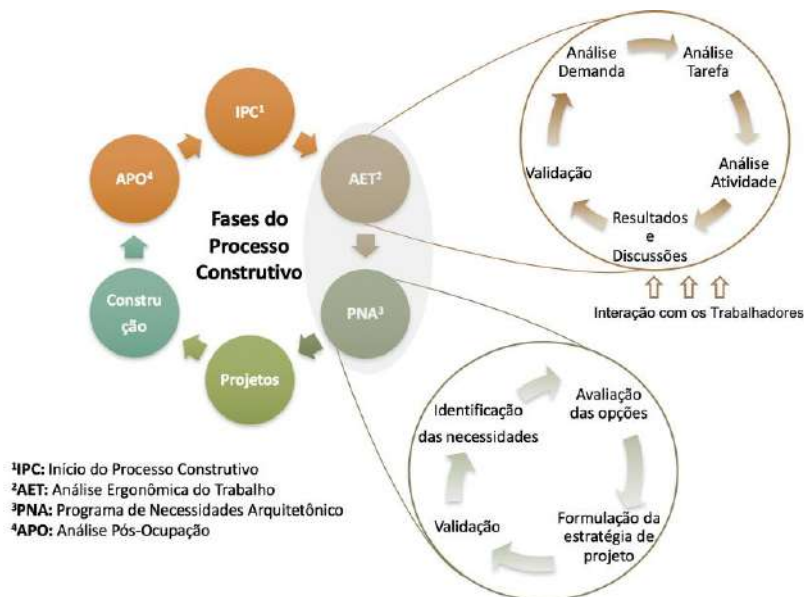 IPC¹
AET²
PNA³
Projetos
Constru
ção
APO⁴
Fases do
Processo
Construtivo
Análise
Demanda
Análise
Tarefa
Análise
Atividade
Resultados
e
Discussões
Validação
Interação com os Trabalhadores
Identificação
das necessidades
Avaliação
das opções
Formulação da
estratégia de
projeto
Validação
¹IPC: Início do Processo Construtivo
²AET: Análise Ergonômica do Trabalho
³PNA: Programa de Necessidades Arquitetônico
⁴APO: Análise Pós-Ocupação